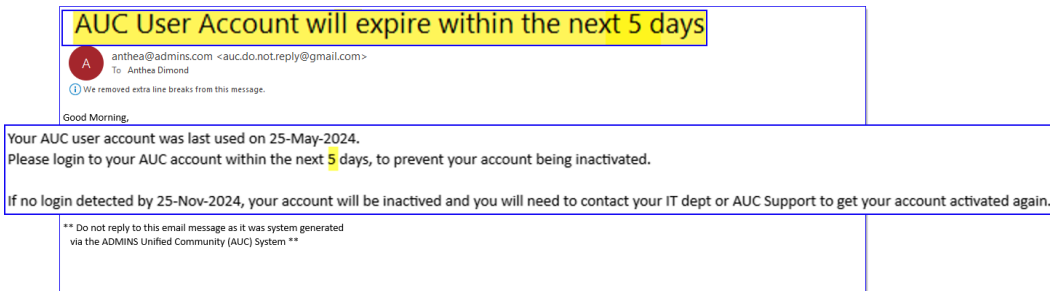 AUC User Account will expire within the next 5 days
A
anthea@admins.com <auc.do.not.reply@gmail.com>
To Anthea Dimond
i We removed extra line breaks from this message.
Good Morning,
Your AUC user account was last used on 25-May-2024.
Please login to your AUC account within the next 5 days, to prevent your account being inactivated.
If no login detected by 25-Nov-2024, your account will be inactived and you will need to contact your IT dept or AUC Support to get your account activated again.
** Do not reply to this email message as it was system generated
via the ADMINS Unified Community (AUC) System **